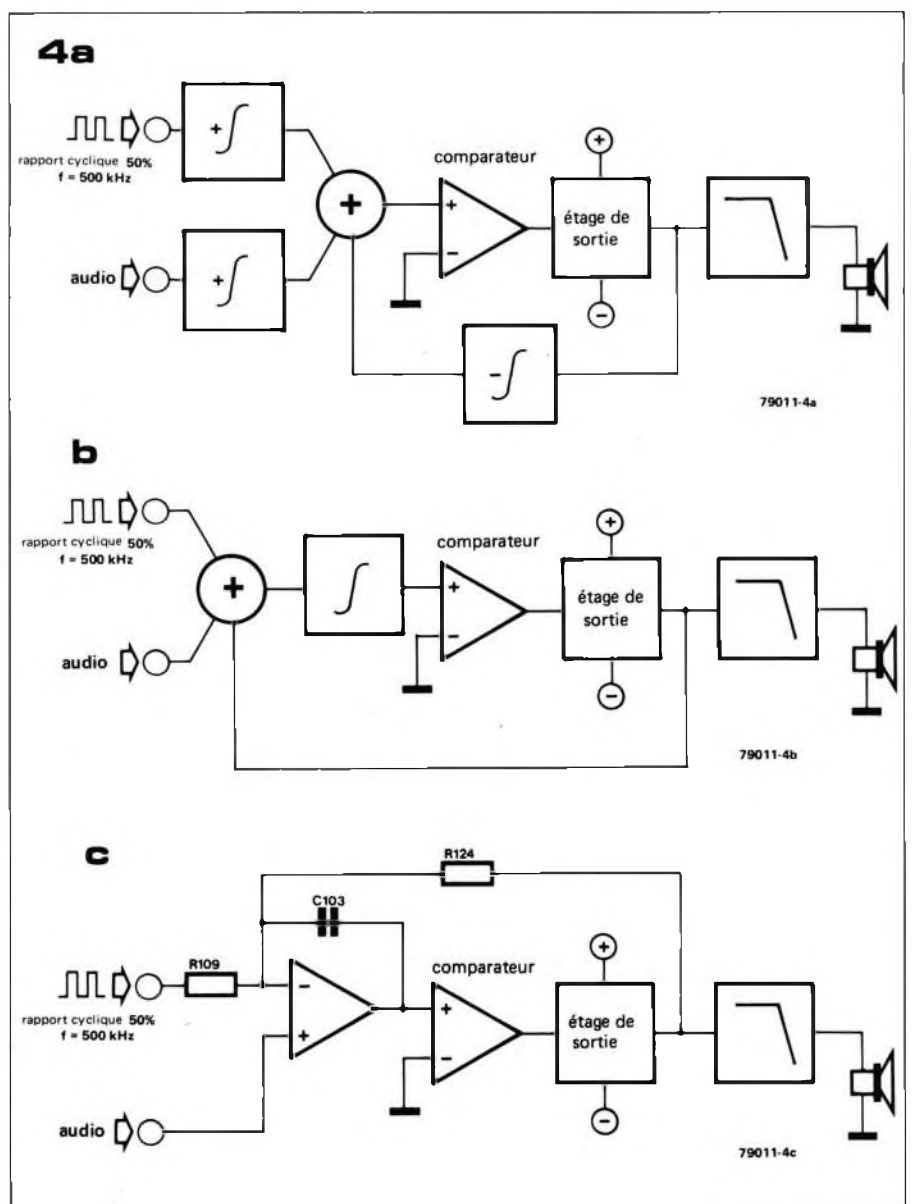 4a
rapport cyclique 50%
f = 500 kHz
audio
+
comparateur
+
-
étage de
sortie
+
-
+
+
-
79011-4a
b
rapport cyclique 50%
f = 500 kHz
audio
+
comparateur
+
-
étage de
sortie
+
-
79011-4b
c
R124
C103
R109
rapport cyclique 50%
f = 500 kHz
audio
-
+
comparateur
+
-
étage de
sortie
+
-
79011-4c